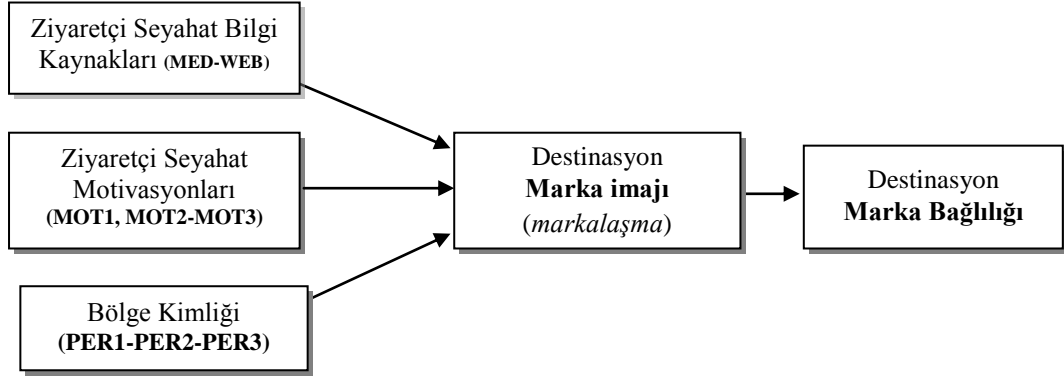 Ziyaretçi Seyahat Bilgi
Kaynakları (MED-WEB)
Ziyaretçi Seyahat
Motivasyonları
(MOT1, MOT2-MOT3)
Bölge Kimliği
(PER1-PER2-PER3)
Destinasyon
Marka imajı
(markalaşma)
Destinasyon
Marka Bağlılığı